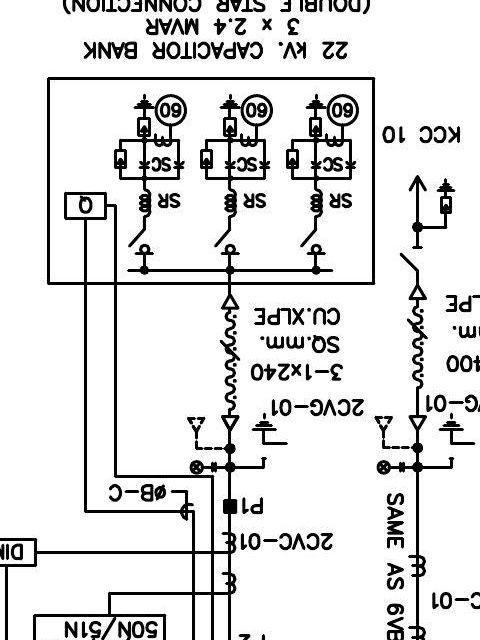 50N/51N
C-01
SAME AS 6VB
DIM
2CVC-01
P1
øB-C
G-01
2CVG-01
400
3-1x240
mm.
SQ.mm.
LPE
CU.XLPE
Q
SR
SR
SR
SC
SC
SC
KCC 10
60
60
60
22 kV. CAPACITOR BANK
3 x 2.4 MVAR
(DOUBLE STAR CONNECTION)